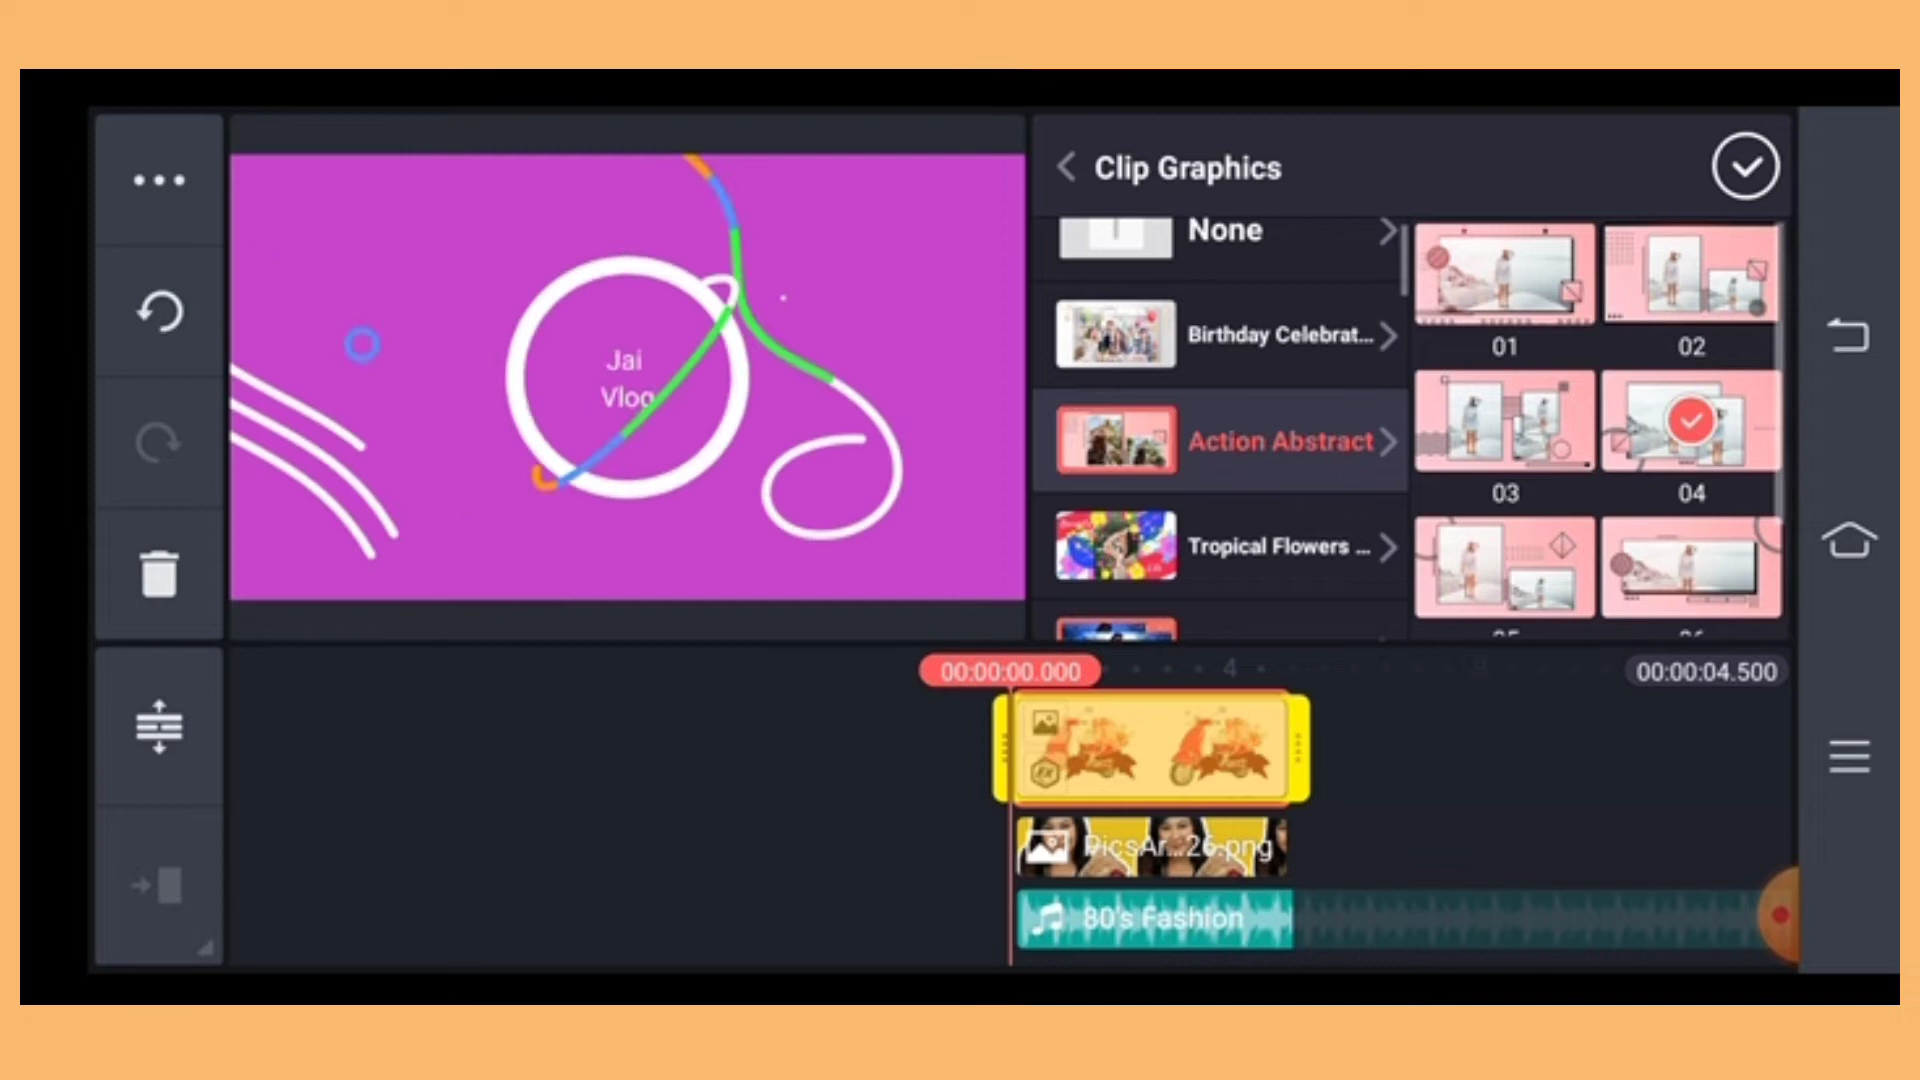 Clip Graphics
None
Birthday Celebrat...
Action Abstract
Tropical Flowers ...
01
02
03
04
Jai
Vlog
00:00:00.000
4
00:00:04.500
PicsAr...26.png
80's Fashion